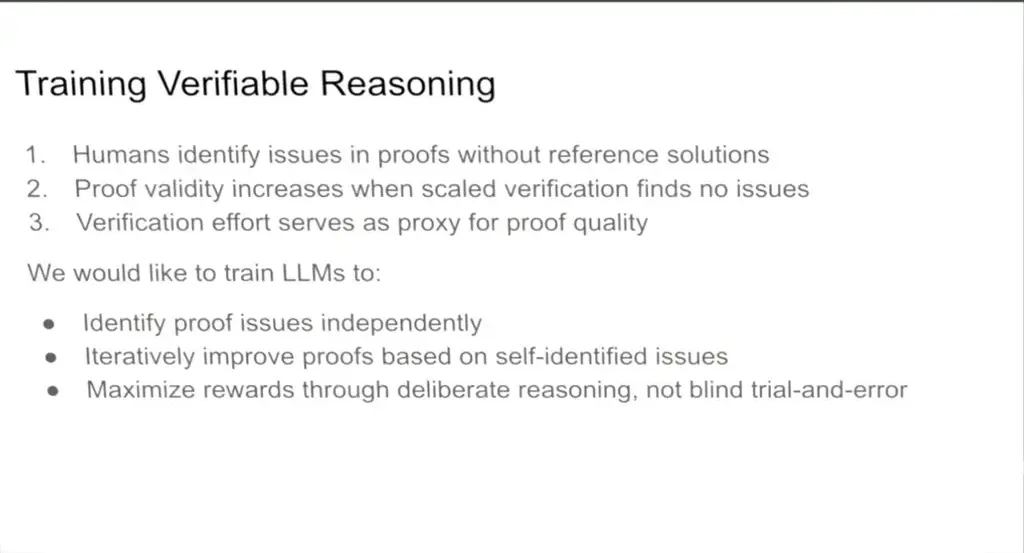 Training Verifiable Reasoning
1. Humans identify issues in proofs without reference solutions
2. Proof validity increases when scaled verification finds no issues
3. Verification effort serves as proxy for proof quality
We would like to train LLMs to:
● Identify proof issues independently
● Iteratively improve proofs based on self-identified issues
● Maximize rewards through deliberate reasoning, not blind trial-and-error